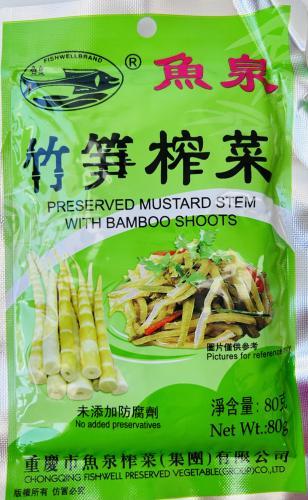 FISHWELLBRAND
® 魚泉
竹笋榨菜
PRESERVED MUSTARD STEM
WITH BAMBOO SHOOTS
圖片僅供參考
Pictures for reference only
未添加防腐劑
No added preservatives
淨含量: 80克
Net Wt.:80g
重慶市魚泉榨菜(集團)有限公司
CHONGQING FISHWELL PRESERVED VEGETABLE(GROUP)CO.,LTD
版權所有 仿冒必究